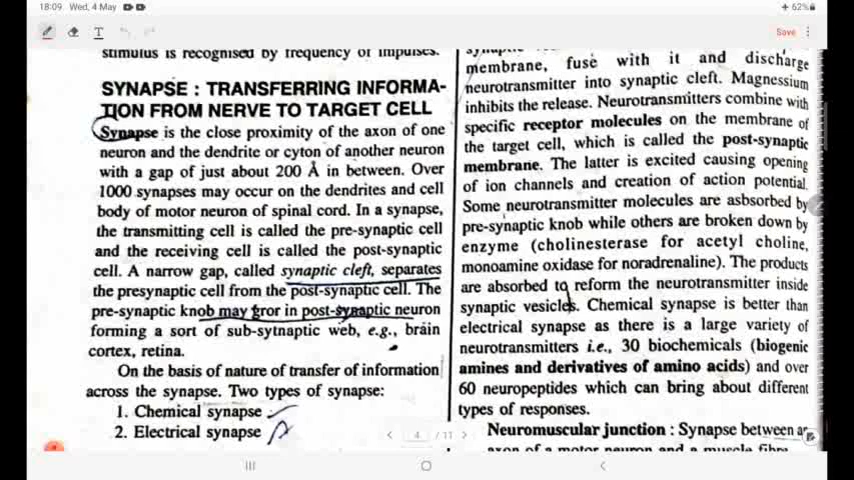 18:09 Wed, 4 May
62%
Save
stimulus is recognised by frequency of impulses.
SYNAPSE : TRANSFERRING INFORMA-
TION FROM NERVE TO TARGET CELL
Synapse is the close proximity of the axon of one
neuron and the dendrite or cyton of another neuron
with a gap of just about 200 Å in between. Over
1000 synapses may occur on the dendrites and cell
body of motor neuron of spinal cord. In a synapse,
the transmitting cell is called the pre-synaptic cell
and the receiving cell is called the post-synaptic
cell. A narrow gap, called synaptic cleft, separates
the presynaptic cell from the post-synaptic cell. The
pre-synaptic knob may gror in post-synaptic neuron
forming a sort of sub-sytnaptic web, e.g., brain
cortex, retina.
On the basis of nature of transfer of information
across the synapse. Two types of synapse:
1. Chemical synapse
2. Electrical synapse
membrane, fuse with it and discharge
neurotransmitter into synaptic cleft. Magnessium
inhibits the release. Neurotransmitters combine with
specific receptor molecules on the membrane of
the target cell, which is called the post-synaptic
membrane. The latter is excited causing opening
of ion channels and creation of action potential.
Some neurotransmitter molecules are asbsorbed by
pre-synaptic knob while others are broken down by
enzyme (cholinesterase for acetyl choline,
monoamine oxidase for noradrenaline). The products
are absorbed to reform the neurotransmitter inside
synaptic vesicles. Chemical synapse is better than
electrical synapse as there is a large variety of
neurotransmitters i.e., 30 biochemicals (biogenic
amines and derivatives of amino acids) and over
60 neuropeptides which can bring about different
types of responses.
Neuromuscular junction : Synapse between an
axon of a motor neuron and a muscle fibre
4 / 11